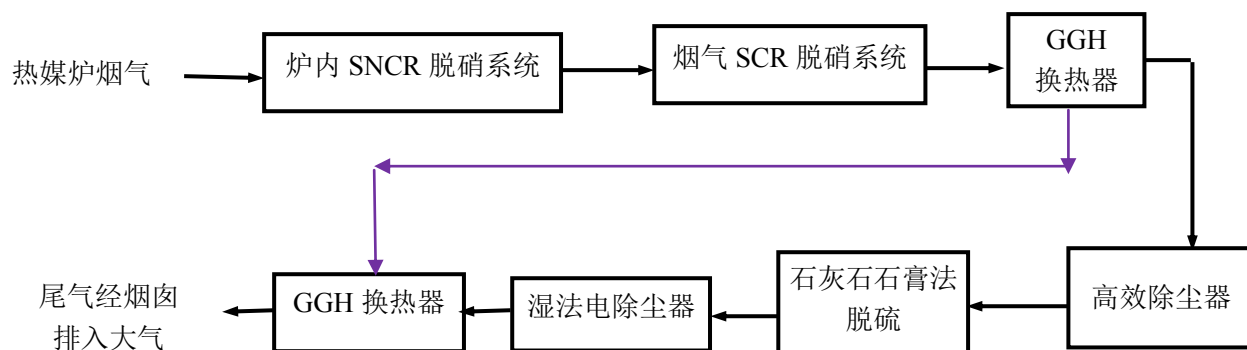 热媒炉烟气
炉内 SNCR 脱硝系统
烟气 SCR 脱硝系统
GGH
换热器
尾气经烟囱
排入大气
GGH 换热器
湿法电除尘器
石灰石石膏法
脱硫
高效除尘器